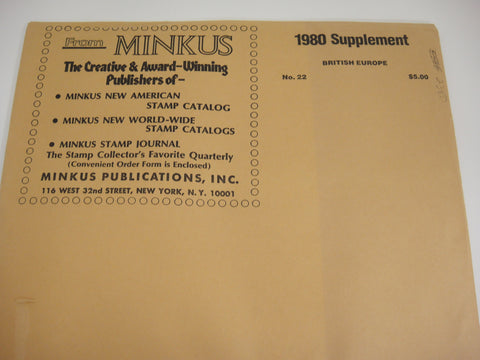 From MINKUS
The Creative & Award-Winning
Publishers of-
• MINKUS NEW AMERICAN
STAMP CATALOG
• MINKUS NEW WORLD-WIDE
STAMP CATALOGS
• MINKUS STAMP JOURNAL
The Stamp Collector's Favorite Quarterly
(Convenient Order Form is Enclosed)
MINKUS PUBLICATIONS, INC.
116 WEST 32nd STREET, NEW YORK, N. Y. 10001
1980 Supplement
BRITISH EUROPE
No. 22 $5.00